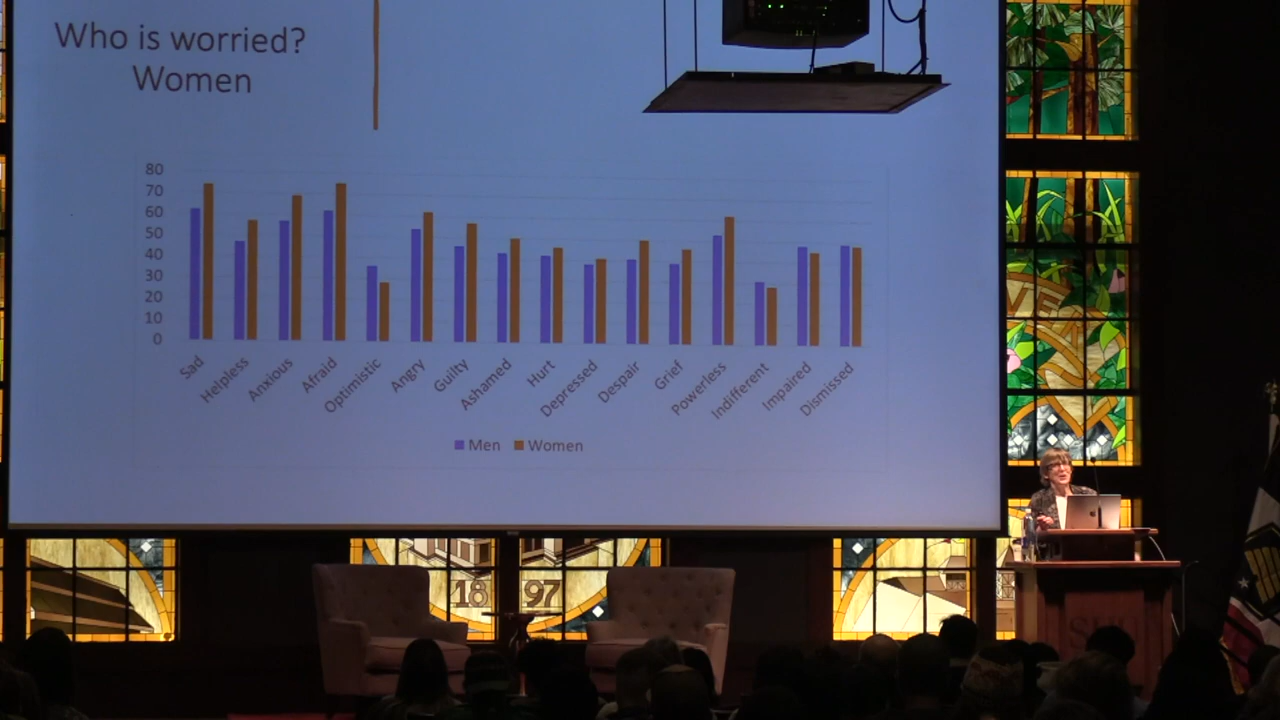 Who is worried?
Women
80
70
60
50
40
30
20
10
0
Sad
Helpless
Anxious
Afraid
Optimistic
Angry
Guilty
Ashamed
Hurt
Depressed
Despair
Grief
Powerless
Indifferent
Impaired
Dismissed
Men
Women
18 97